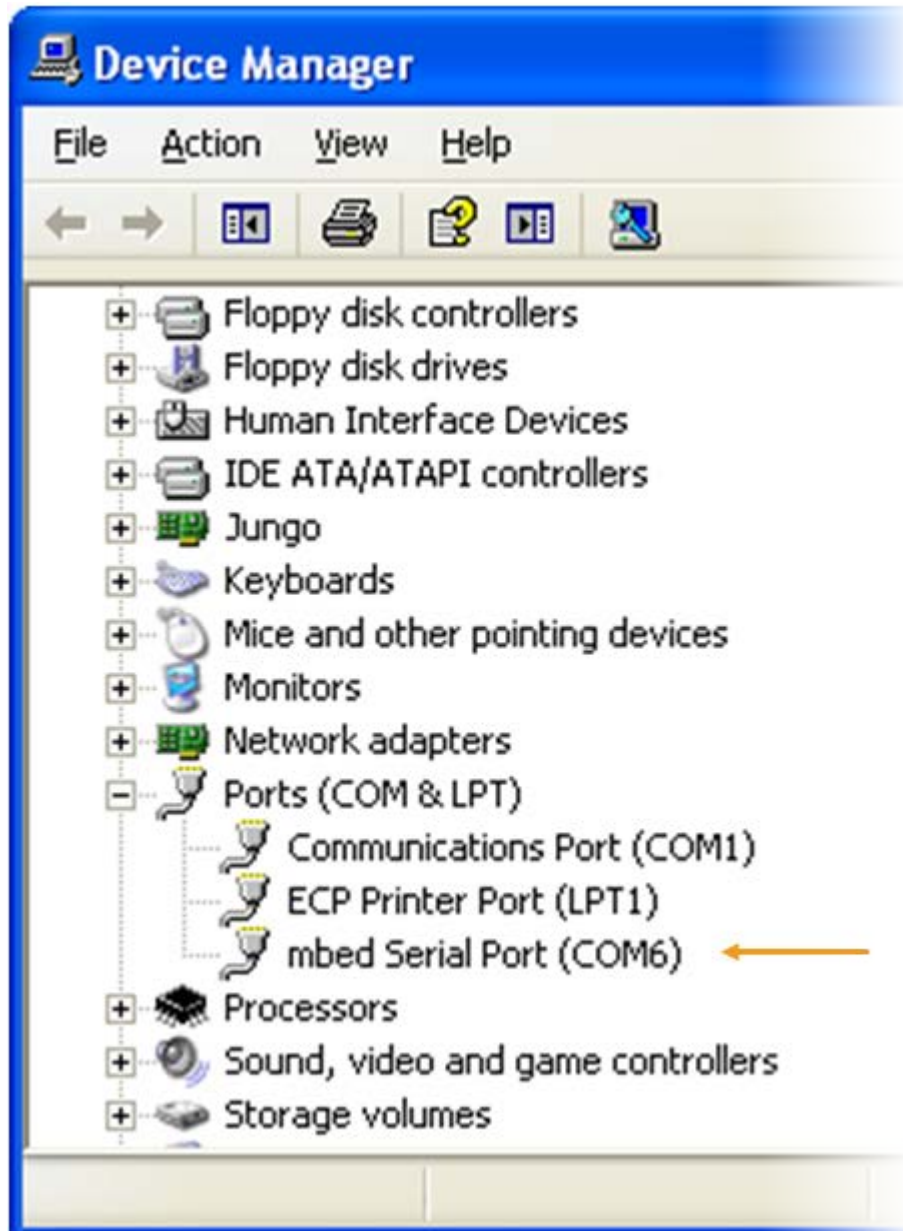 Device Manager
File Action View Help
Floppy disk controllers
Floppy disk drives
Human Interface Devices
IDE ATA/ATAPI controllers
Jungo
Keyboards
Mice and other pointing devices
Monitors
Network adapters
Ports (COM & LPT)
Communications Port (COM1)
ECP Printer Port (LPT1)
mbed Serial Port (COM6)
Processors
Sound, video and game controllers
Storage volumes